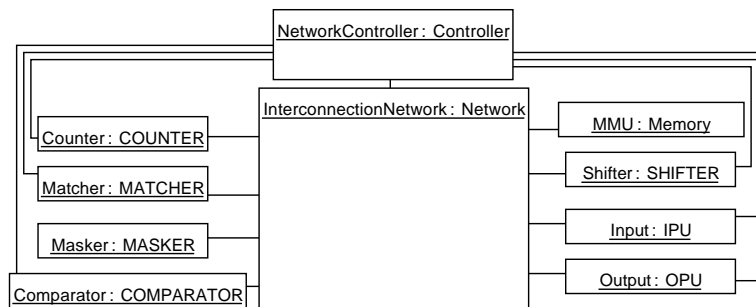 NetworkController: Controller
InterconnectionNetwork: Network
Counter: COUNTER
Matcher: MATCHER
Masker: MASKER
Comparator: COMPARATOR
MMU: Memory
Shifter: SHIFTER
Input: IPU
Output: OPU